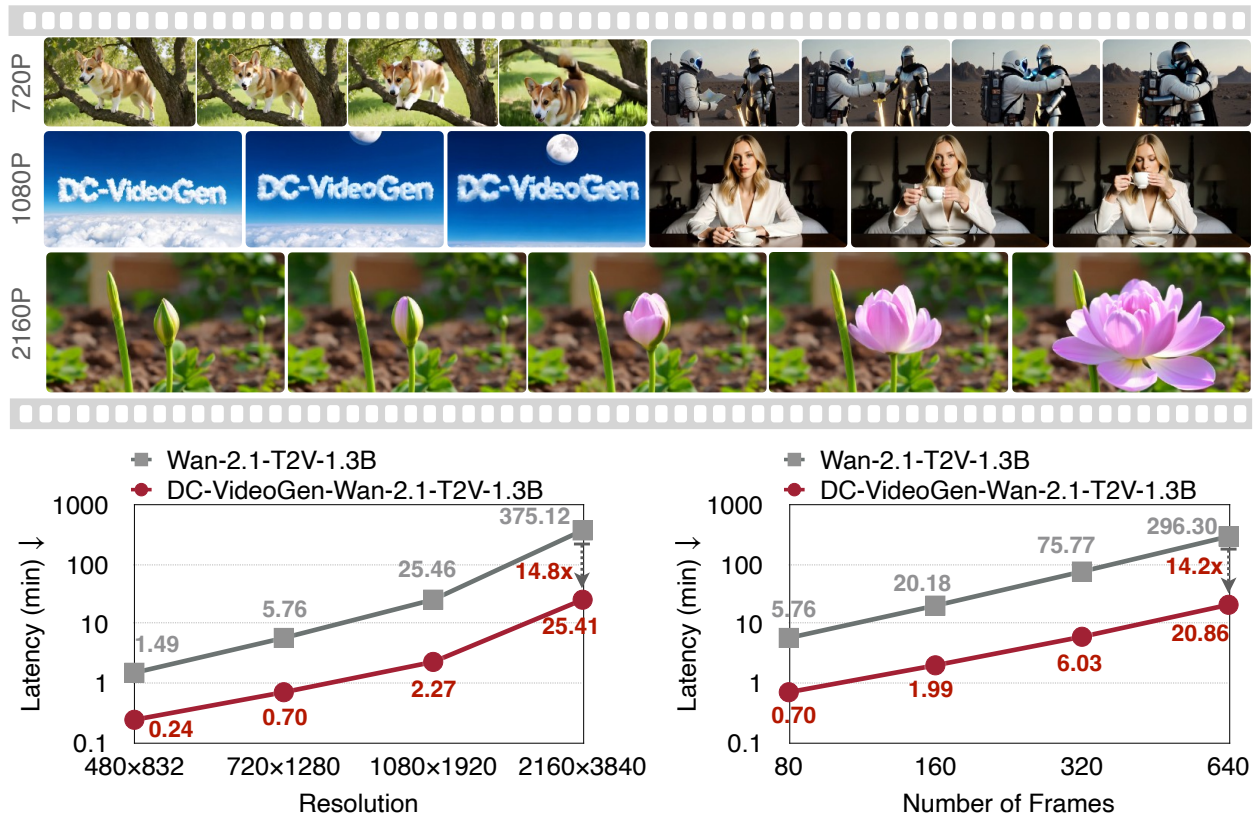 720P
1080P
DC-VideoGen
DC-VideoGen
DC-VideoGen
2160P
Wan-2.1-T2V-1.3B
DC-VideoGen-Wan-2.1-T2V-1.3B
Latency (min) ↓
1000
100
10
1
0.1
1.49
5.76
25.46
375.12
14.8x
25.41
2.27
0.70
0.24
480×832
720×1280
1080×1920
2160×3840
Resolution
Wan-2.1-T2V-1.3B
DC-VideoGen-Wan-2.1-T2V-1.3B
Latency (min) ↓
1000
100
10
1
0.1
5.76
20.18
75.77
296.30
14.2x
20.86
6.03
1.99
0.70
80
160
320
640
Number of Frames